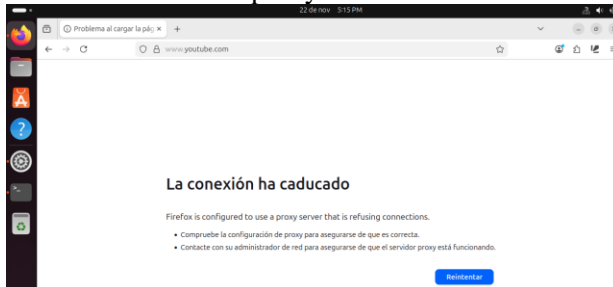 22 de nov 5:15 PM
Problema al cargar la pág
www.youtube.com
La conexión ha caducado
Firefox is configured to use a proxy server that is refusing connections.
Compruebe la configuración de proxy para asegurarse de que es correcta.
Contacte con su administrador de red para asegurarse de que el servidor proxy está funcionando.
Reintentar